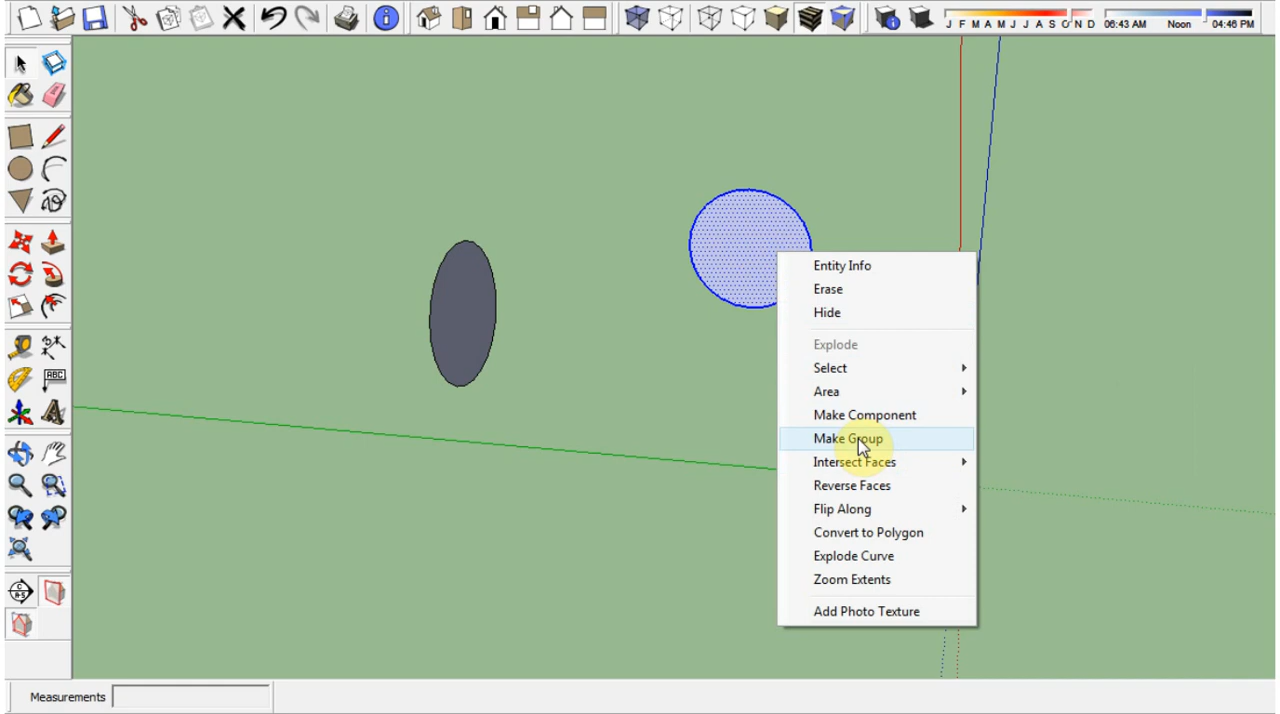 J F M A M J J A S O N D
06:43 AM Noon 04:46 PM
ABC
Entity Info
Erase
Hide
Explode
Select
Area
Make Component
Make Group
Intersect Faces
Reverse Faces
Flip Along
Convert to Polygon
Explode Curve
Zoom Extents
Add Photo Texture
Measurements